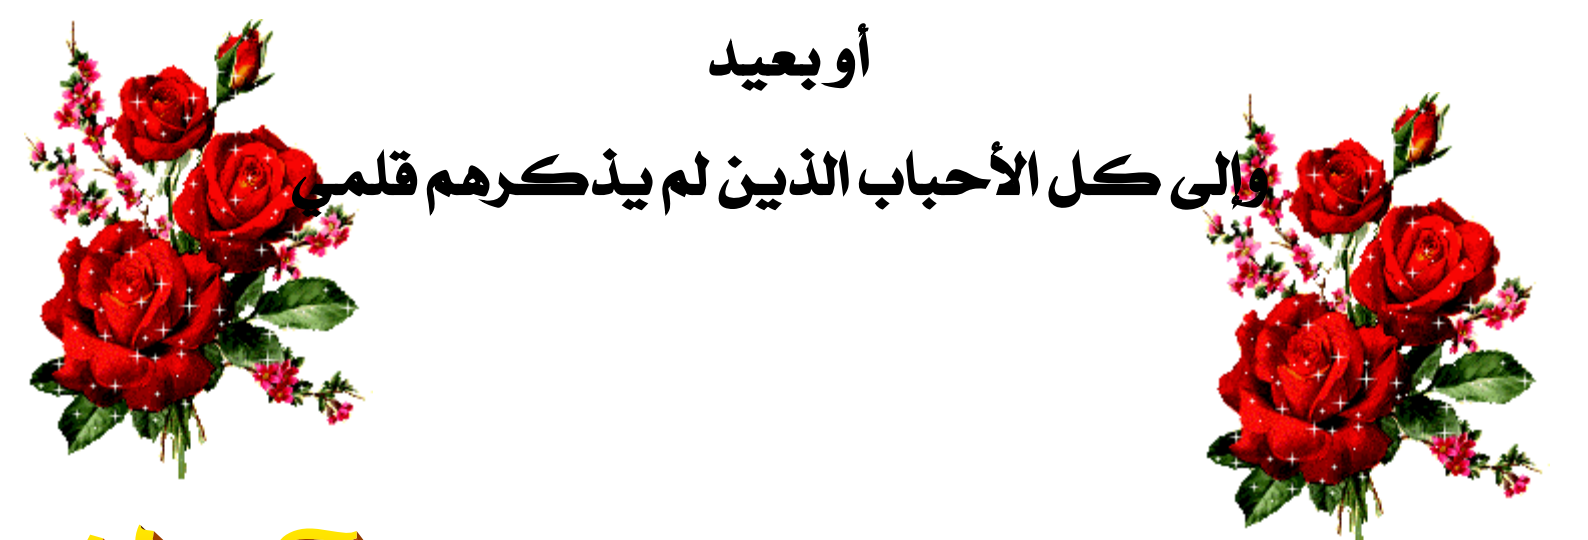 أو بعيد
وإلى كل الأحباب الذين لم يذكرهم قلمي